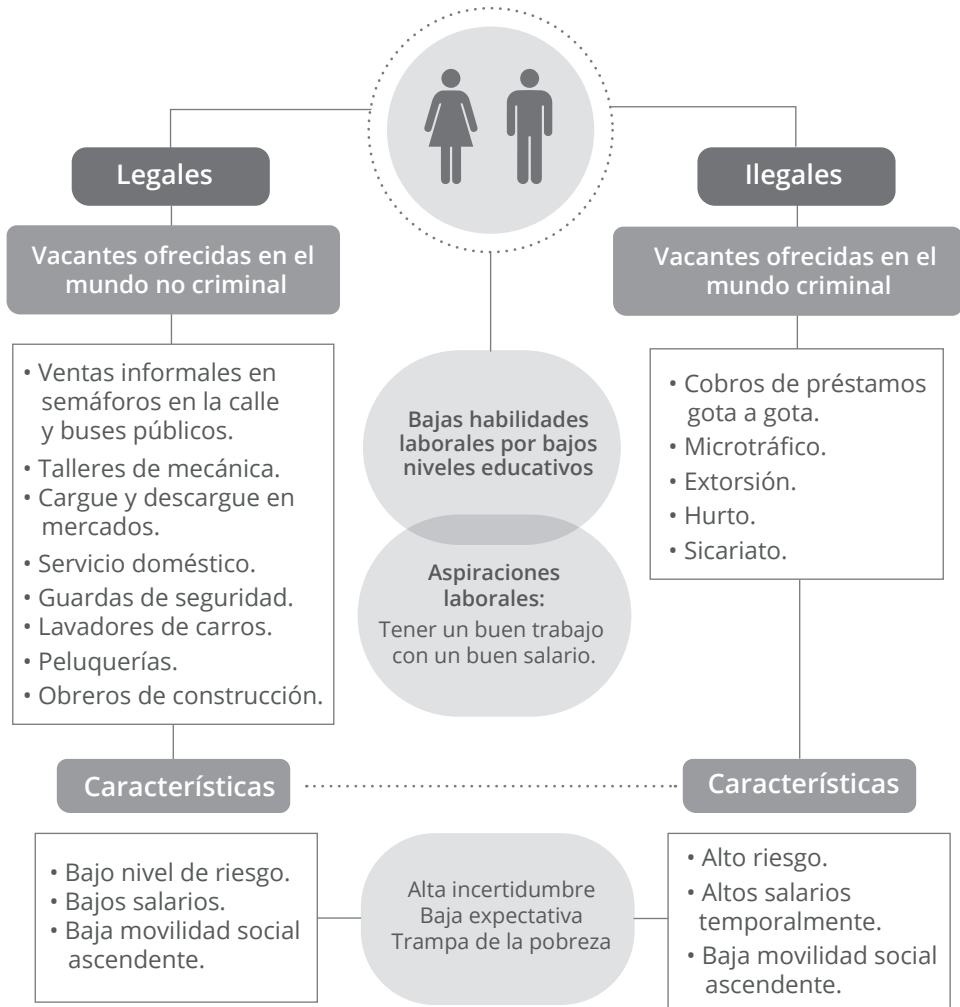 Legales
Vacantes ofrecidas en el
mundo no criminal
• Ventas informales en
semáforos en la calle
y buses públicos.
• Talleres de mecánica.
• Cargue y descargue en
mercados.
• Servicio doméstico.
• Guardas de seguridad.
• Lavadores de carros.
• Peluquerías.
• Obreros de construcción.
Bajas habilidades
laborales por bajos
niveles educativos
Aspiraciones
laborales:
Tener un buen trabajo
con un buen salario.
Ilegales
Vacantes ofrecidas en el
mundo criminal
• Cobros de préstamos
gota a gota.
• Microtráfico.
• Extorsión.
• Hurto.
• Sicariato.
Características
• Bajo nivel de riesgo.
• Bajos salarios.
• Baja movilidad social
ascendente.
Alta incertidumbre
Baja expectativa
Trampa de la pobreza
Características
• Alto riesgo.
• Altos salarios
temporalmente.
• Baja movilidad social
ascendente.